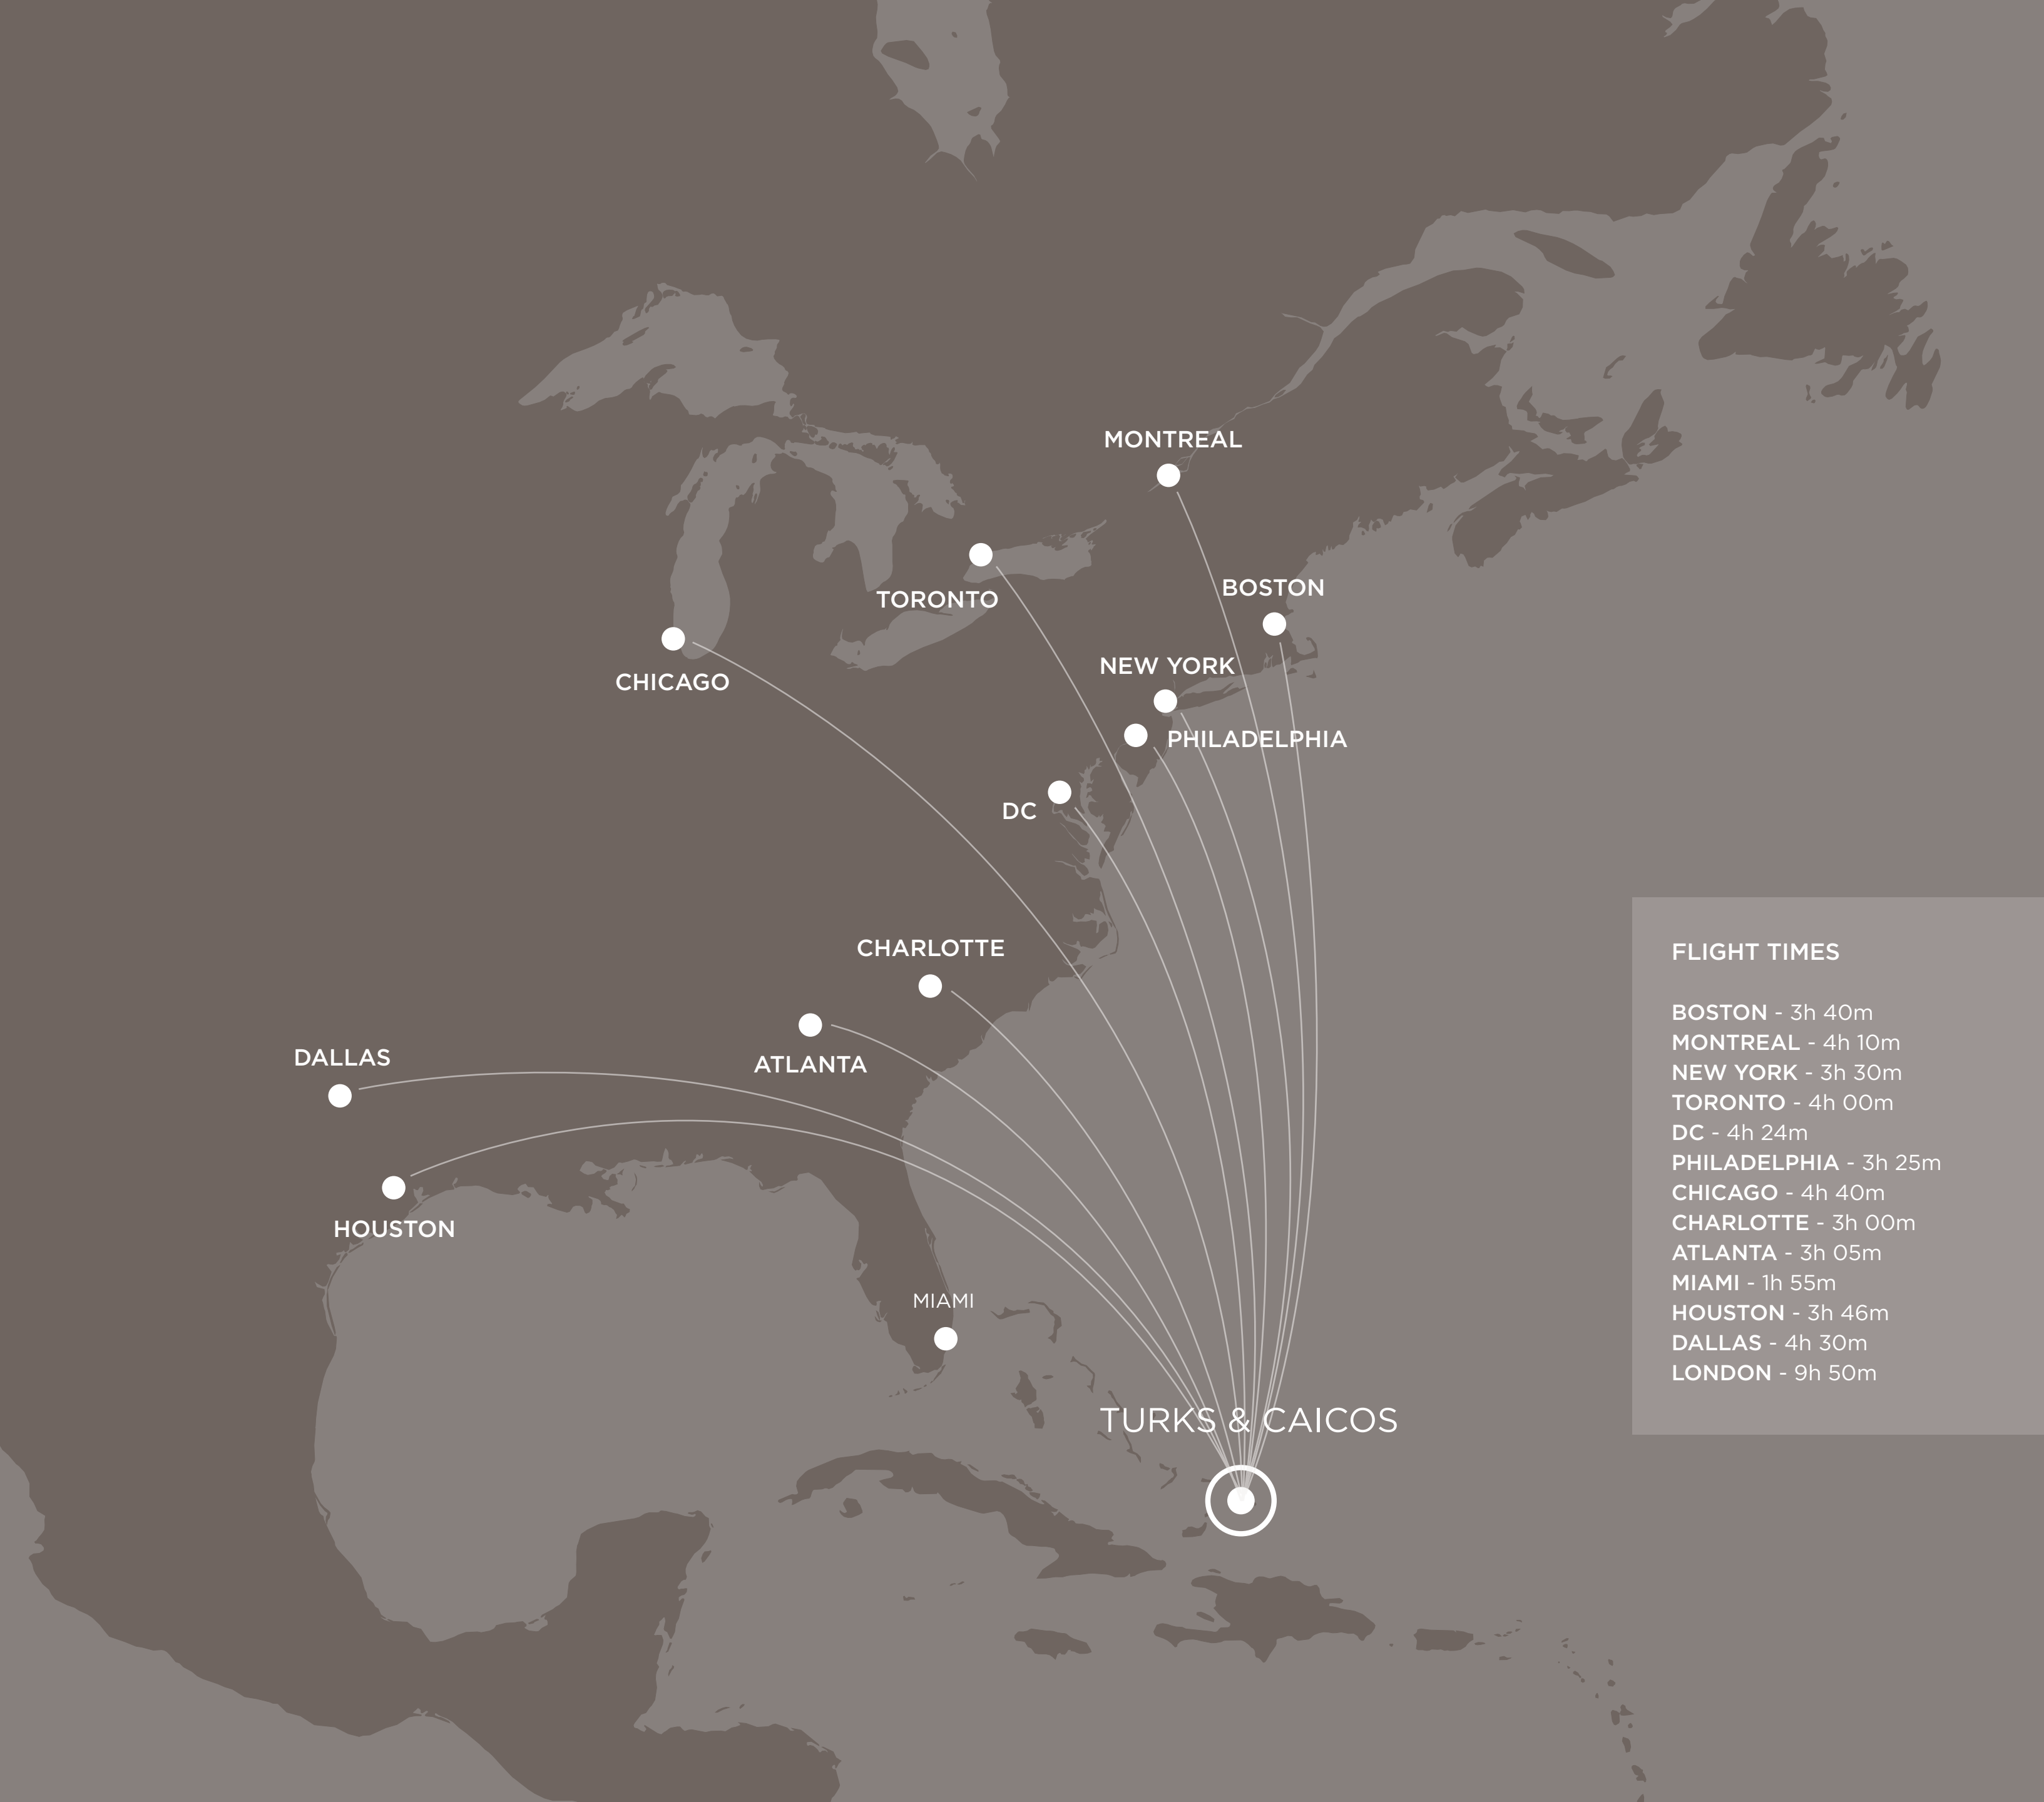 MONTREAL
BOSTON
TORONTO
NEW YORK
CHICAGO
PHILADELPHIA
DC
CHARLOTTE
DALLAS
ATLANTA
HOUSTON
MIAMI
TURKS & CAICOS
FLIGHT TIMES
BOSTON - 3h 40m
MONTREAL - 4h 10m
NEW YORK - 3h 30m
TORONTO - 4h 00m
DC - 4h 24m
PHILADELPHIA - 3h 25m
CHICAGO - 4h 40m
CHARLOTTE - 3h 00m
ATLANTA - 3h 05m
MIAMI - 1h 55m
HOUSTON - 3h 46m
DALLAS - 4h 30m
LONDON - 9h 50m